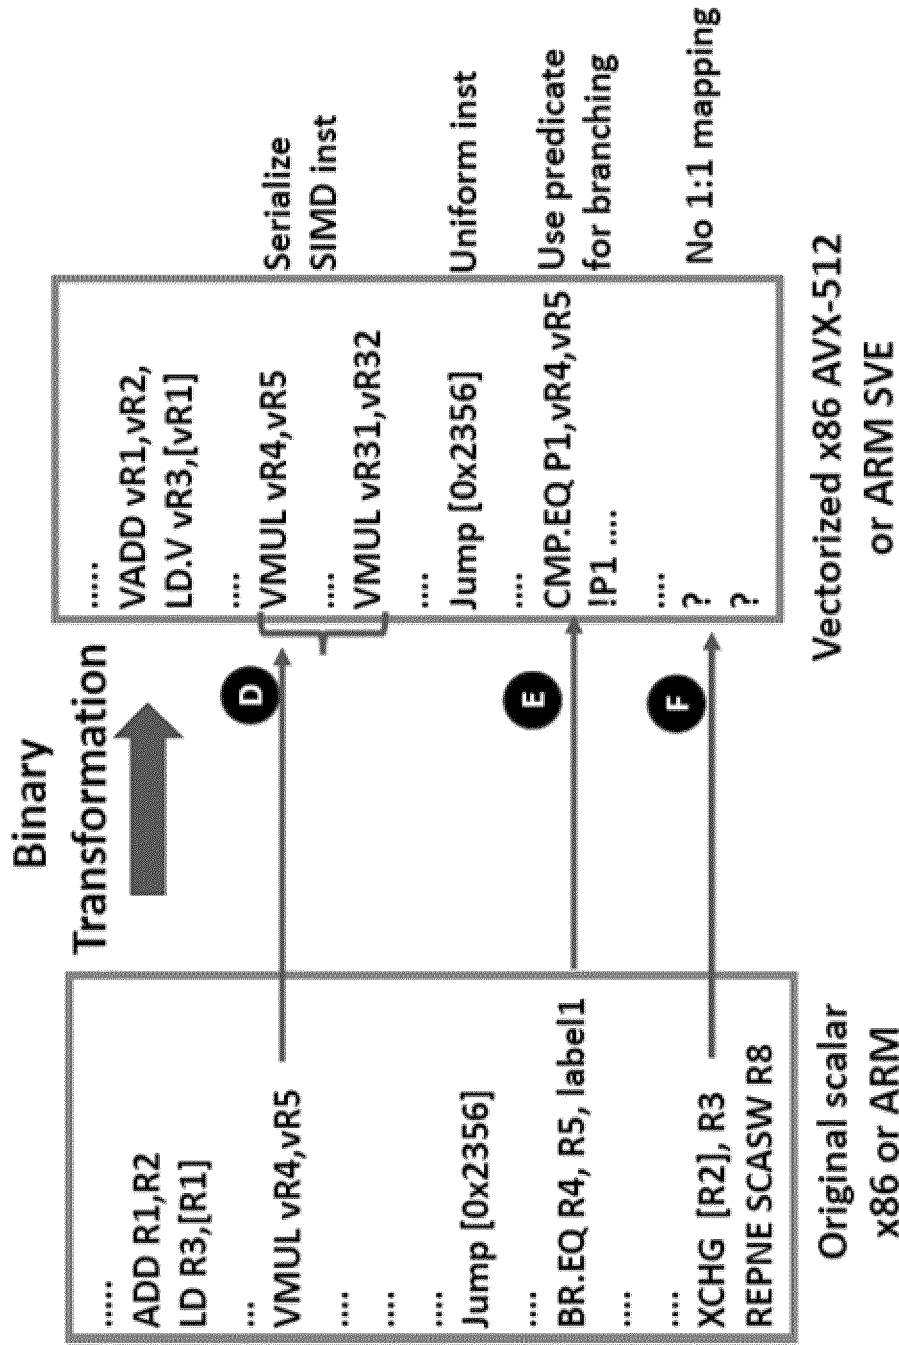 Binary
Transformation
.....
ADD R1,R2
LD R3,[R1]
...
VMUL vR4,vR5
....
....
....
Jump [0x2356]
....
BR.EQ R4, R5, label1
....
....
XCHG [R2], R3
REPNE SCASW R8
Original scalar
x86 or ARM
D
E
F
.....
VADD vR1,vR2,
LD.V vR3,[vR1]
....
VMUL vR4,vR5
....
VMUL vR31,vR32
....
Jump [0x2356]
....
CMP.EQ P1,vR4,vR5
!P1 ....
....
?
?
Vectorized x86 AVX-512
or ARM SVE
Serialize
SIMD inst
Uniform inst
Use predicate
for branching
No 1:1 mapping